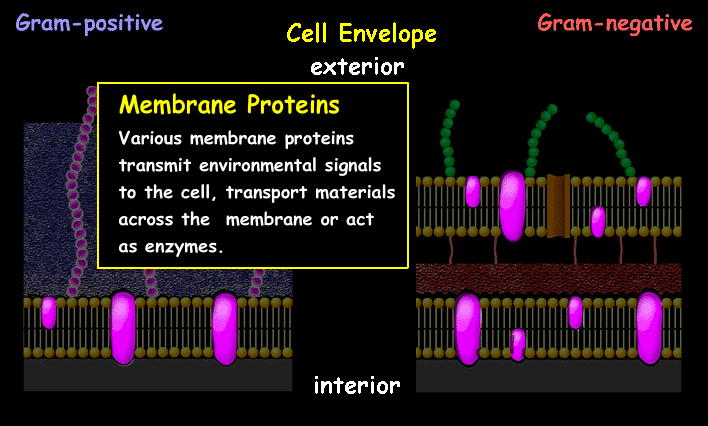 Gram-positive
Cell Envelope
Gram-negative
exterior
Membrane Proteins
Various membrane proteins
transmit environmental signals
to the cell, transport materials
across the membrane or act
as enzymes.
interior